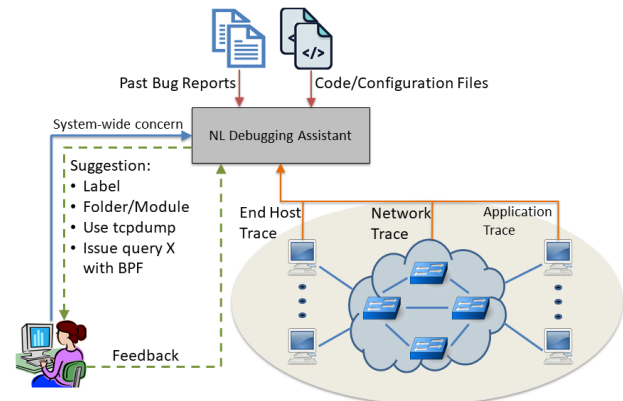 Past Bug Reports
</> Code/Configuration Files
System-wide concern
NL Debugging Assistant
Suggestion:
• Label
• Folder/Module
• Use tcpdump
• Issue query X
with BPF
End Host
Trace
Network
Trace
Application
Trace
Feedback